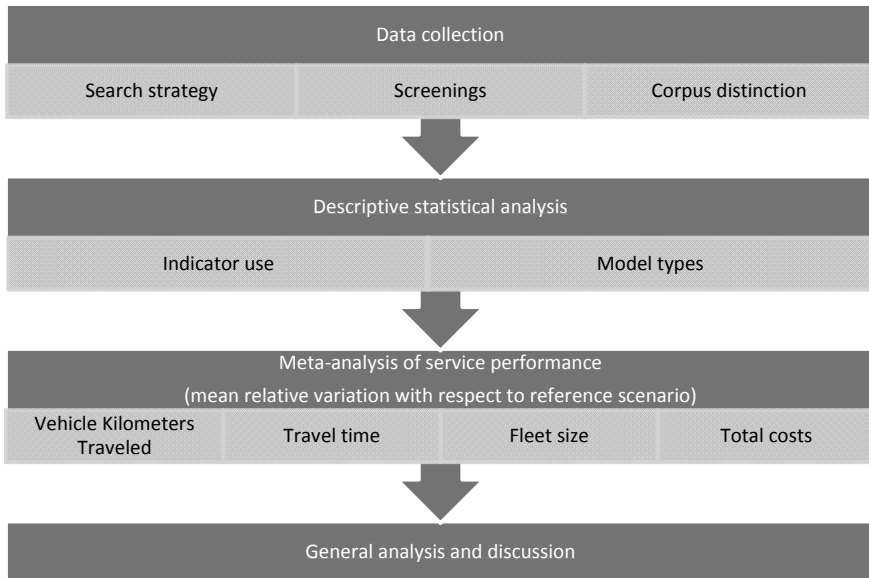 Data collection
Search strategy
Screenings
Corpus distinction
Descriptive statistical analysis
Indicator use
Model types
Meta-analysis of service performance
(mean relative variation with respect to reference scenario)
Vehicle Kilometers
Traveled
Travel time
Fleet size
Total costs
General analysis and discussion